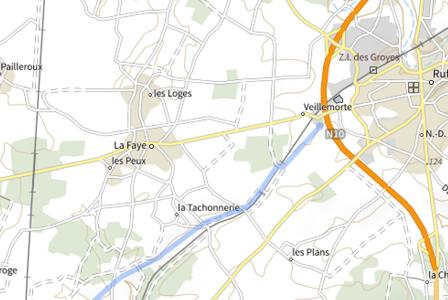 Z.I. des Groyes
Pailleroux
les Loges
Ruf
Veillemorte
N10
N.-D.
La Faye
les Peux
124
D
la Tachonnerie
les Plans
roge
la Ch